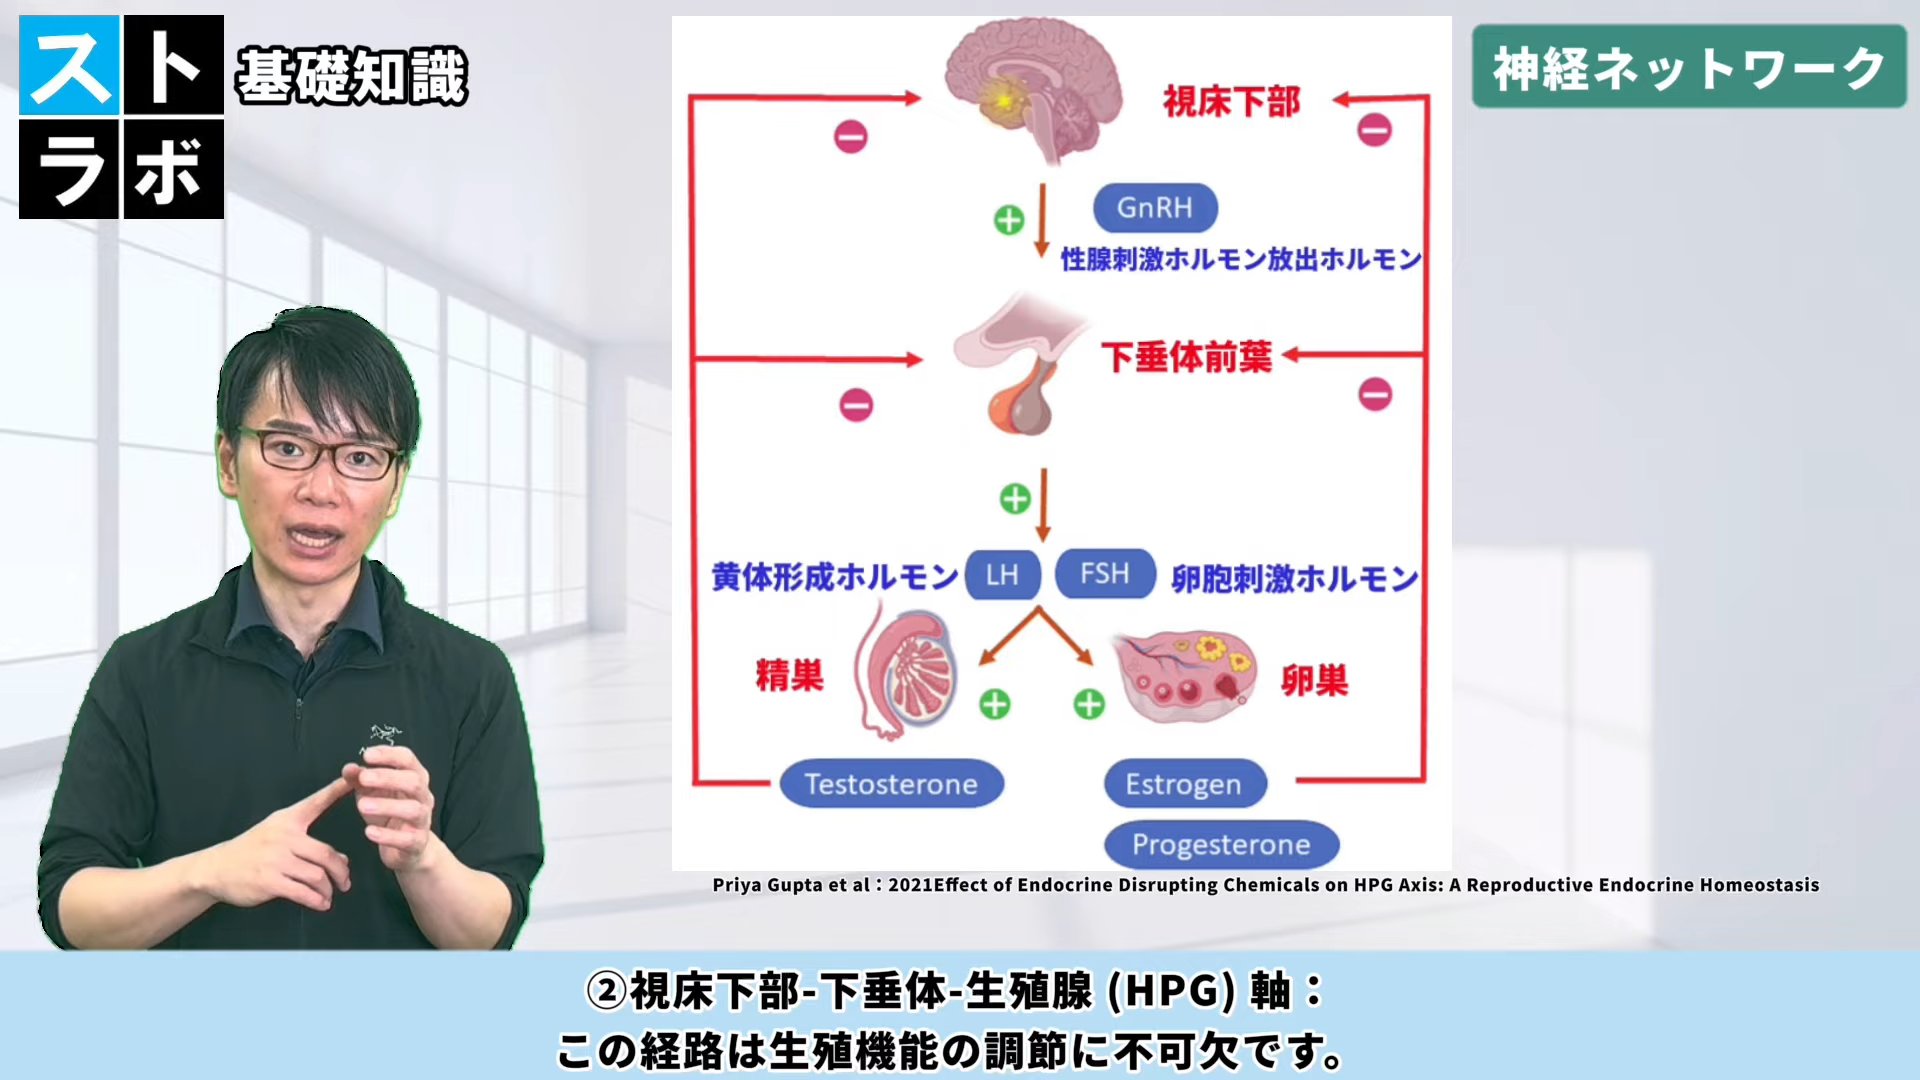 スト
ラボ
基礎知識
神経ネットワーク
視床下部
GnRH
性腺刺激ホルモン放出ホルモン
下垂体前葉
黄体形成ホルモン LH FSH 卵胞刺激ホルモン
精巣
卵巣
Testosterone
Estrogen
Progesterone
Priya Gupta et al：2021Effect of Endocrine Disrupting Chemicals on HPG Axis: A Reproductive Endocrine Homeostasis
②視床下部-下垂体-生殖腺 (HPG) 軸：
この経路は生殖機能の調節に不可欠です。